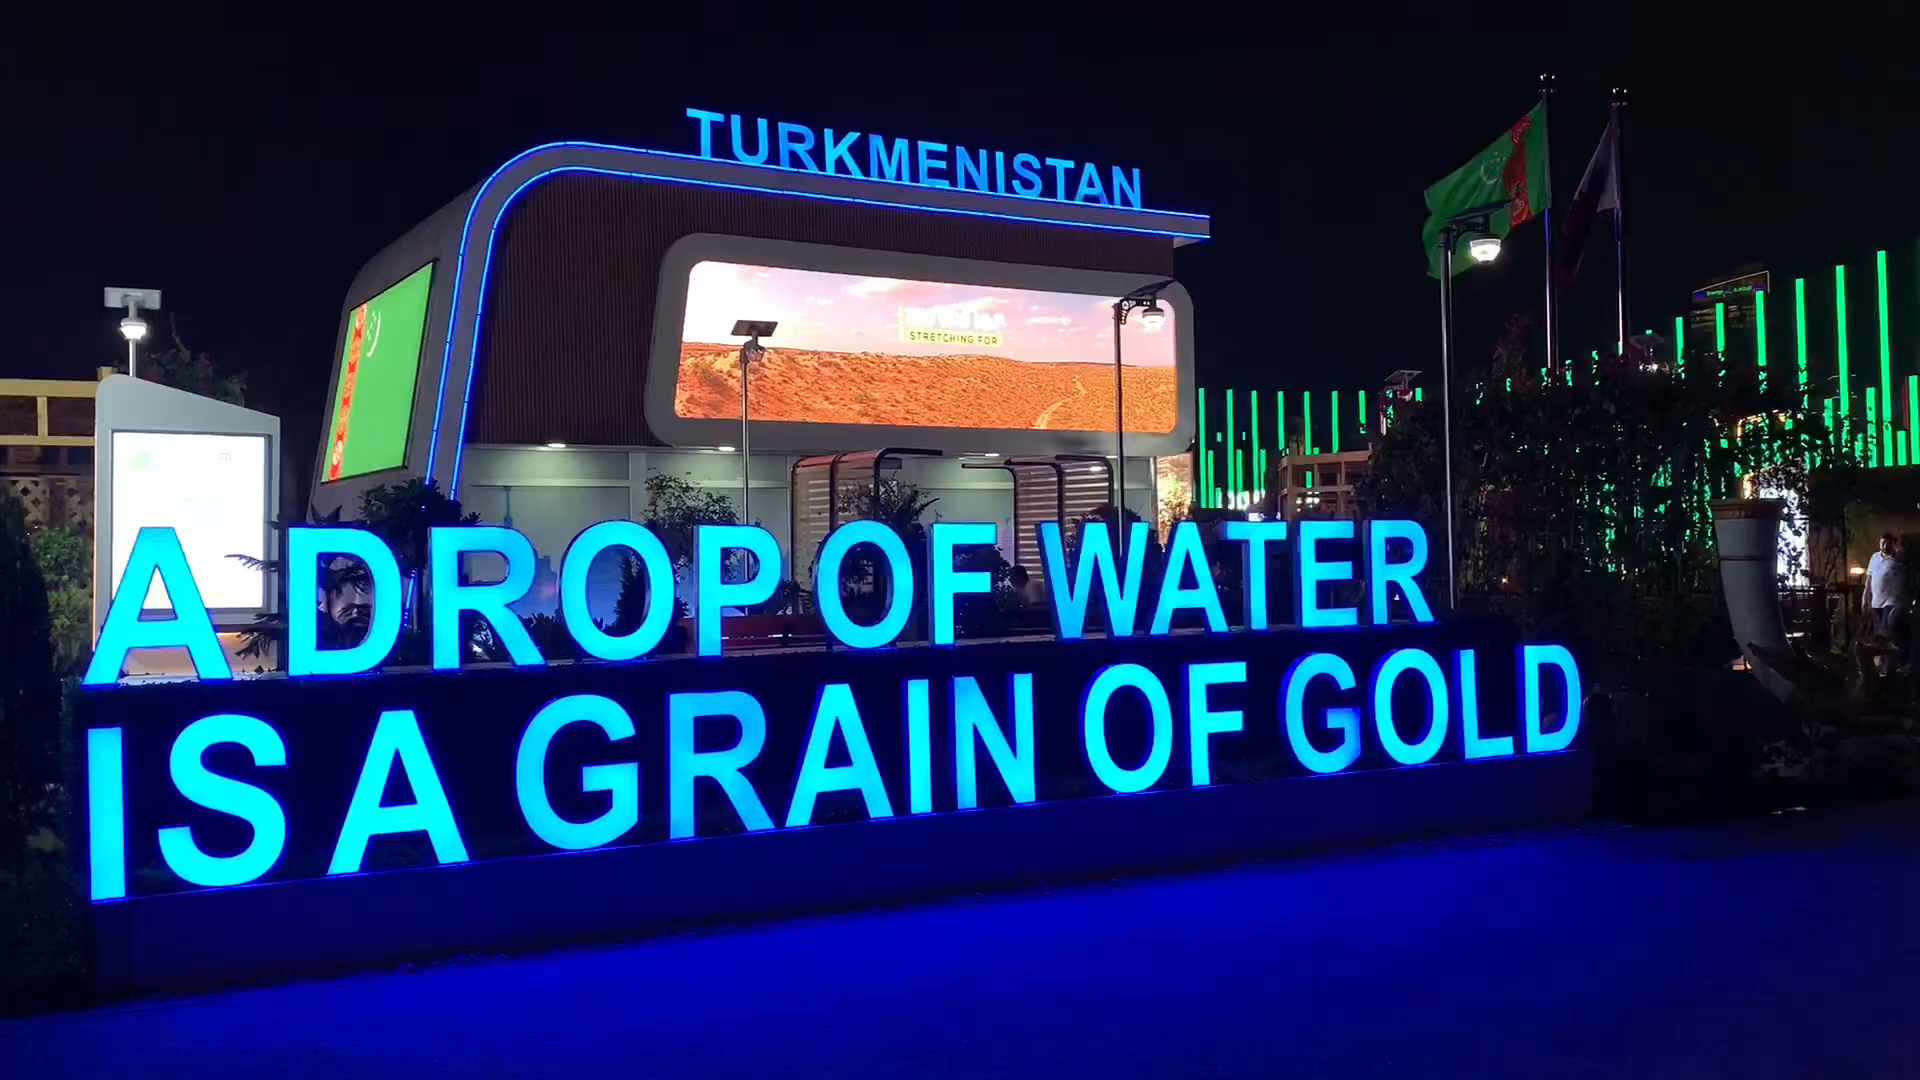 TURKMENISTAN
STRETCHING FOR
A DROP OF WATER
IS A GRAIN OF GOLD